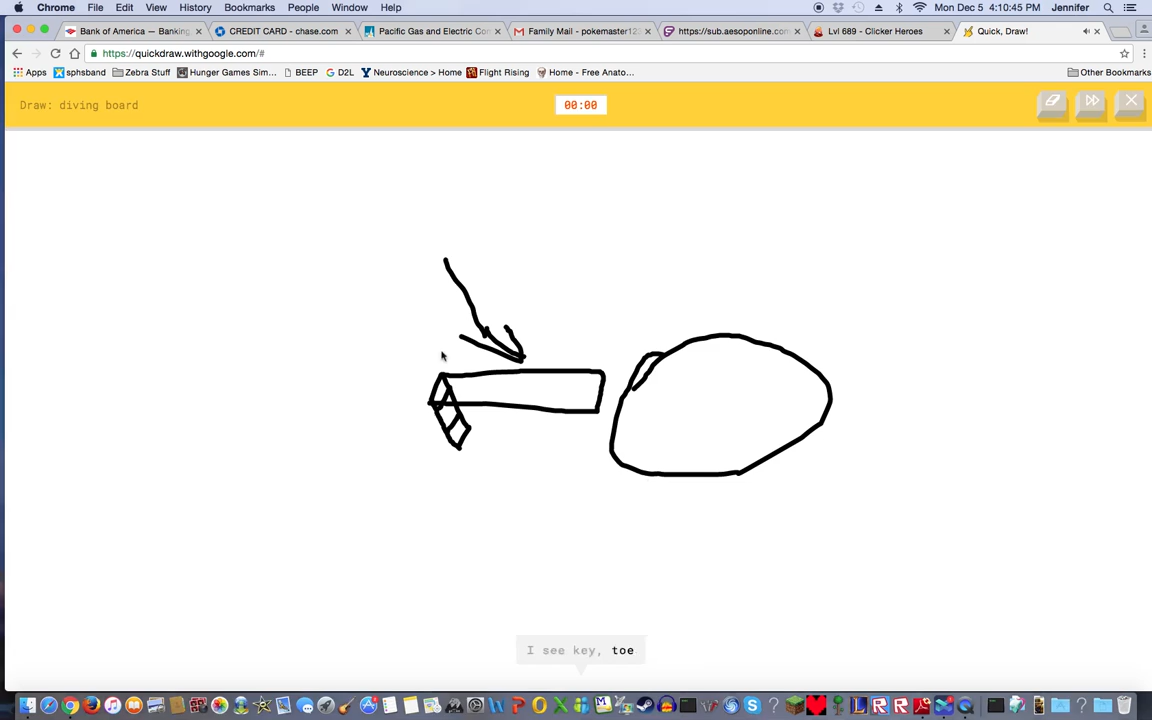 Chrome File Edit View History Bookmarks People Window Help Mon Dec 5 4:10:45 PM Jennifer
Bank of America — Banking CREDIT CARD - chase.com Pacific Gas and Electric Co Family Mail - pokemaster12 https://sub.aesoponline.com Lvl 689 - Clicker Heroes Quick, Draw!
https://quickdraw.withgoogle.com/#
Apps sphsband Zebra Stuff Hunger Games Sim... BEEP D2L Neuroscience > Home Flight Rising Home - Free Anato... Other Bookmarks
Draw: diving board 00:00
I see key, toe